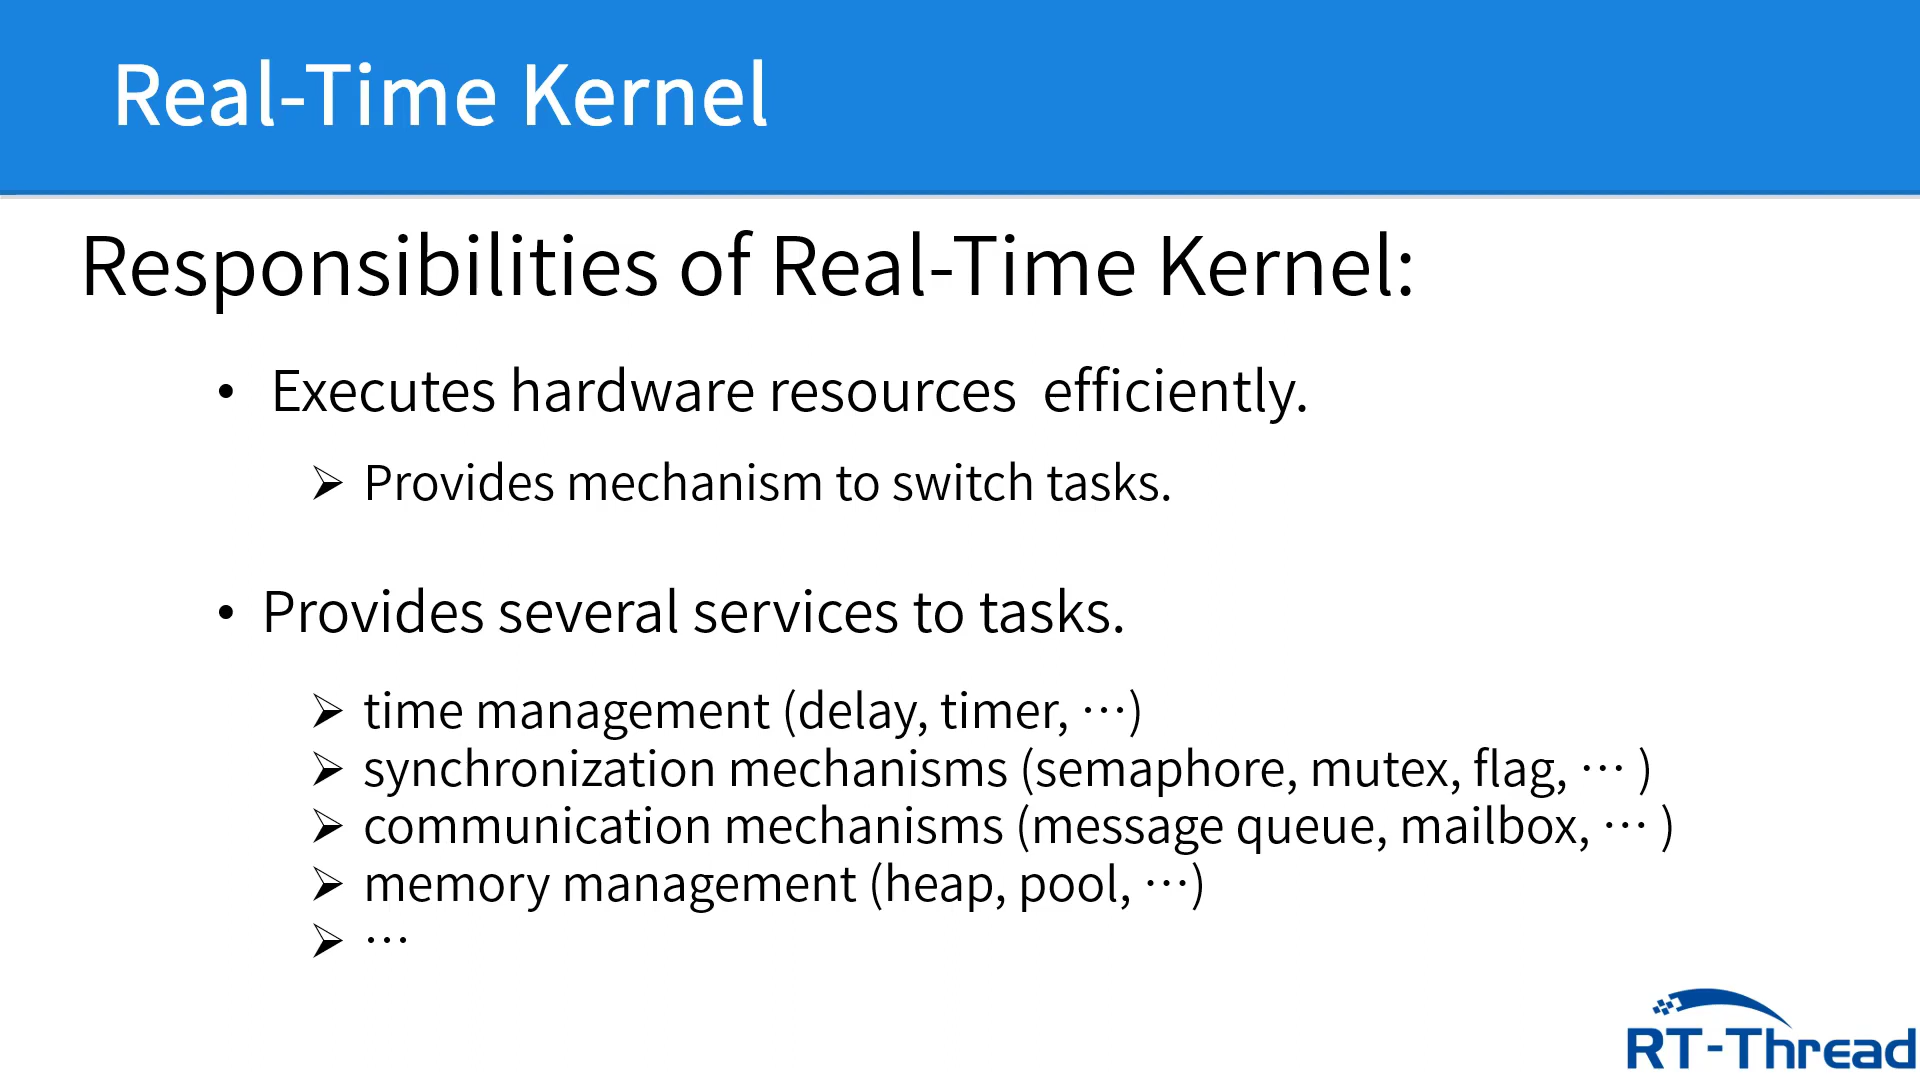 Real-Time Kernel
Responsibilities of Real-Time Kernel:
• Executes hardware resources  efficiently.
➢ Provides mechanism to switch tasks.
• Provides several services to tasks.
➢ time management (delay, timer, ⋯)
➢ synchronization mechanisms (semaphore, mutex, flag, ⋯ )
➢ communication mechanisms (message queue, mailbox, ⋯ )
➢ memory management (heap, pool, ⋯)
➢ ⋯
RT-Thread